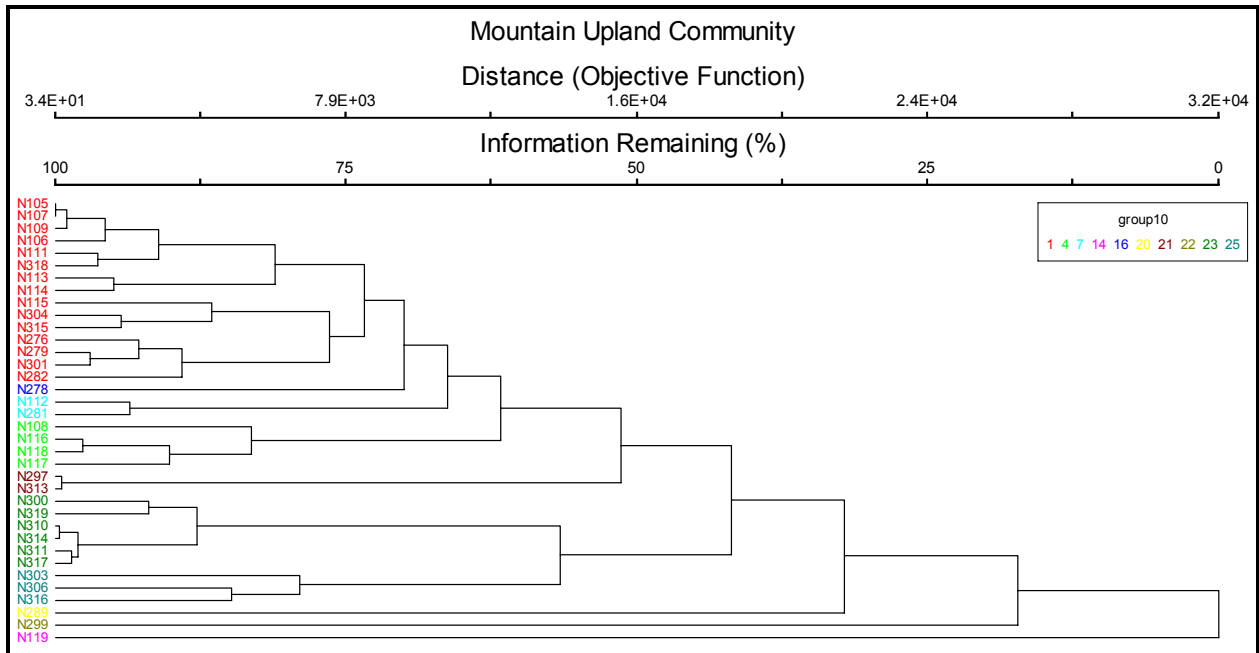 Mountain Upland Community
Distance (Objective Function)
3.4E+01 7.9E+03 1.6E+04 2.4E+04 3.2E+04
Information Remaining (%)
100 75 50 25 0
group10
1 4 7 14 16 20 21 22 23 25
N105
N107
N109
N106
N111
N318
N113
N114
N115
N304
N315
N276
N279
N301
N282
N278
N112
N281
N108
N116
N118
N117
N297
N313
N300
N319
N310
N314
N311
N317
N303
N306
N316
N288
N299
N119